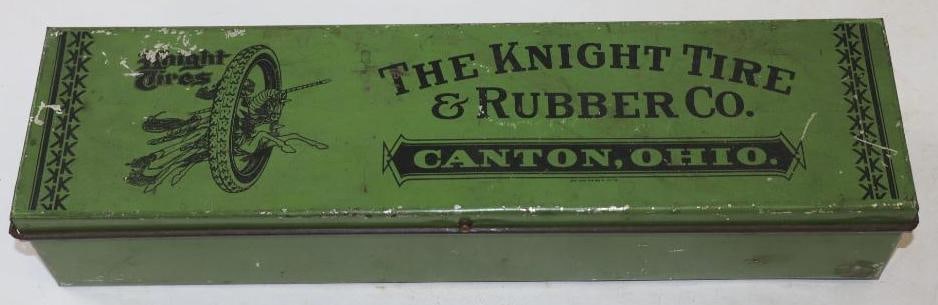 Knight
Tires
THE KNIGHT TIRE
& RUBBER CO.
CANTON, OHIO.